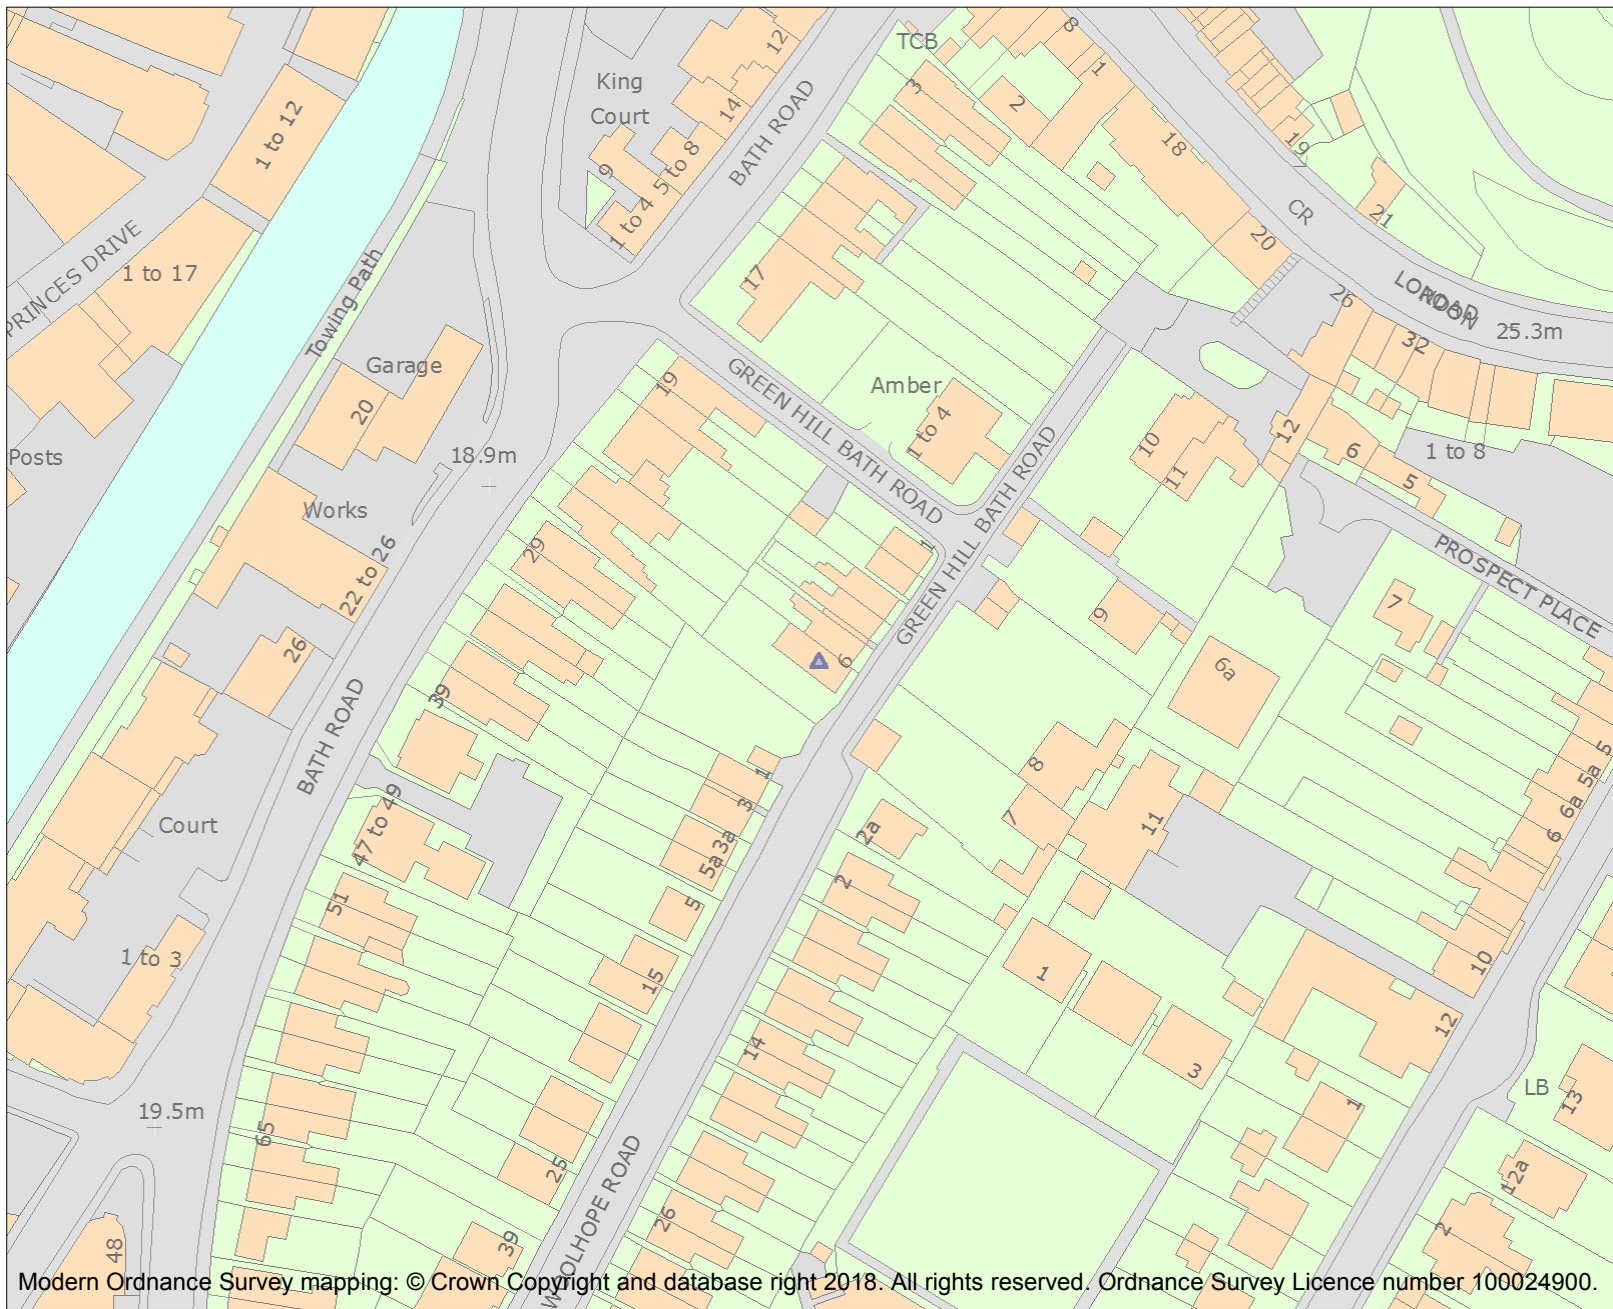 TCB
8
12
King
Court
1
3
2
1 to 12
14
BATH ROAD
18
19
9
5 to 8
1 to 4
CR
21
20
PRINCES DRIVE
1 to 17
17
LONDON
ROAD
26
25.3m
Towing Path
32
Garage
19
GREEN HILL BATH ROAD
Amber
20
1 to 4
10
12
6
1 to 8
Posts
18.9m
11
5
Works
GREEN HILL BATH ROAD
29
1
PROSPECT PLACE
22 to 26
9
7
26
6
6a
39
BATH ROAD
5
8
1
5a
3
6a
47 to 49
7
11
6
Court
2a
3a
5a
2
51
5
1 to 3
15
1
10
12
14
3
LB
19.5m
1
13
65
25
12a
WOOLHOPE ROAD
26
2
48
39
Modern Ordnance Survey mapping: © Crown Copyright and database right 2018. All rights reserved. Ordnance Survey Licence number 100024900.